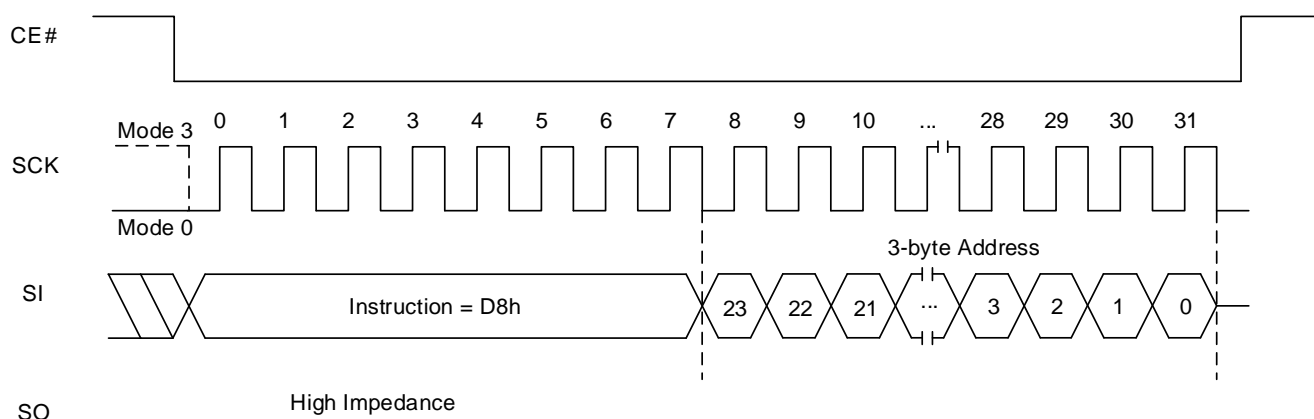 CE#
0 1 2 3 4 5 6 7 8 9 10 ... 28 29 30 31
Mode 3
SCK
Mode 0
3-byte Address
SI Instruction = D8h 23 22 21 ... 3 2 1 0
High Impedance
SO